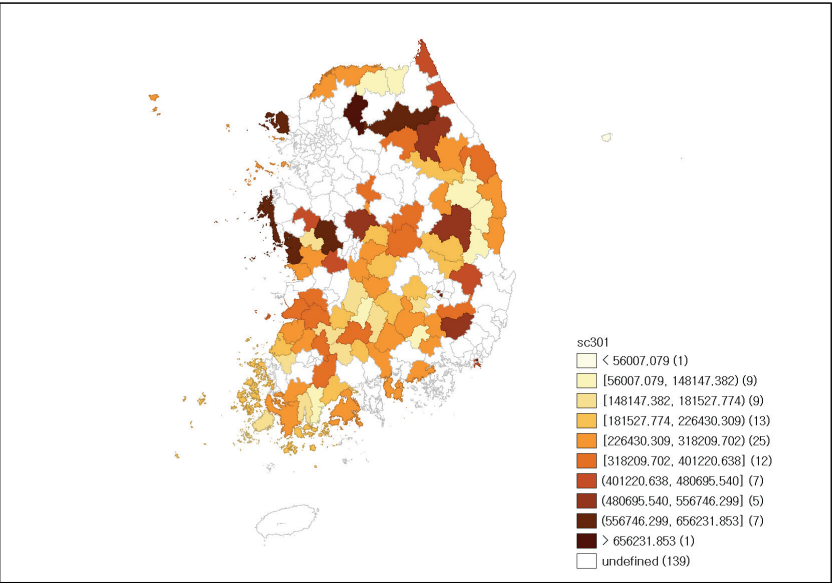 sc301
< 56007.079 (1)
[56007.079, 148147.382) (9)
[148147.382, 181527.774) (9)
[181527.774, 226430.309) (13)
[226430.309, 318209.702) (25)
[318209.702, 401220.638] (12)
(401220.638, 480695.540] (7)
(480695.540, 556746.299] (5)
(556746.299, 656231.853] (7)
> 656231.853 (1)
undefined (139)